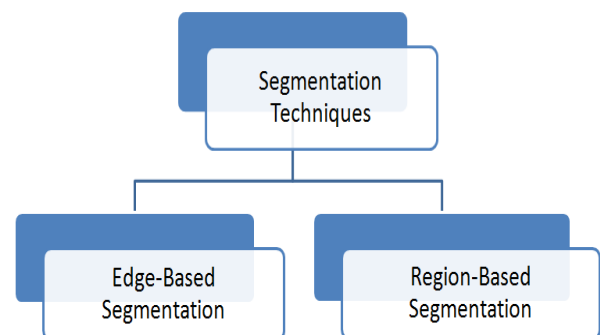 Segmentation
Techniques
Edge-Based
Segmentation
Region-Based
Segmentation